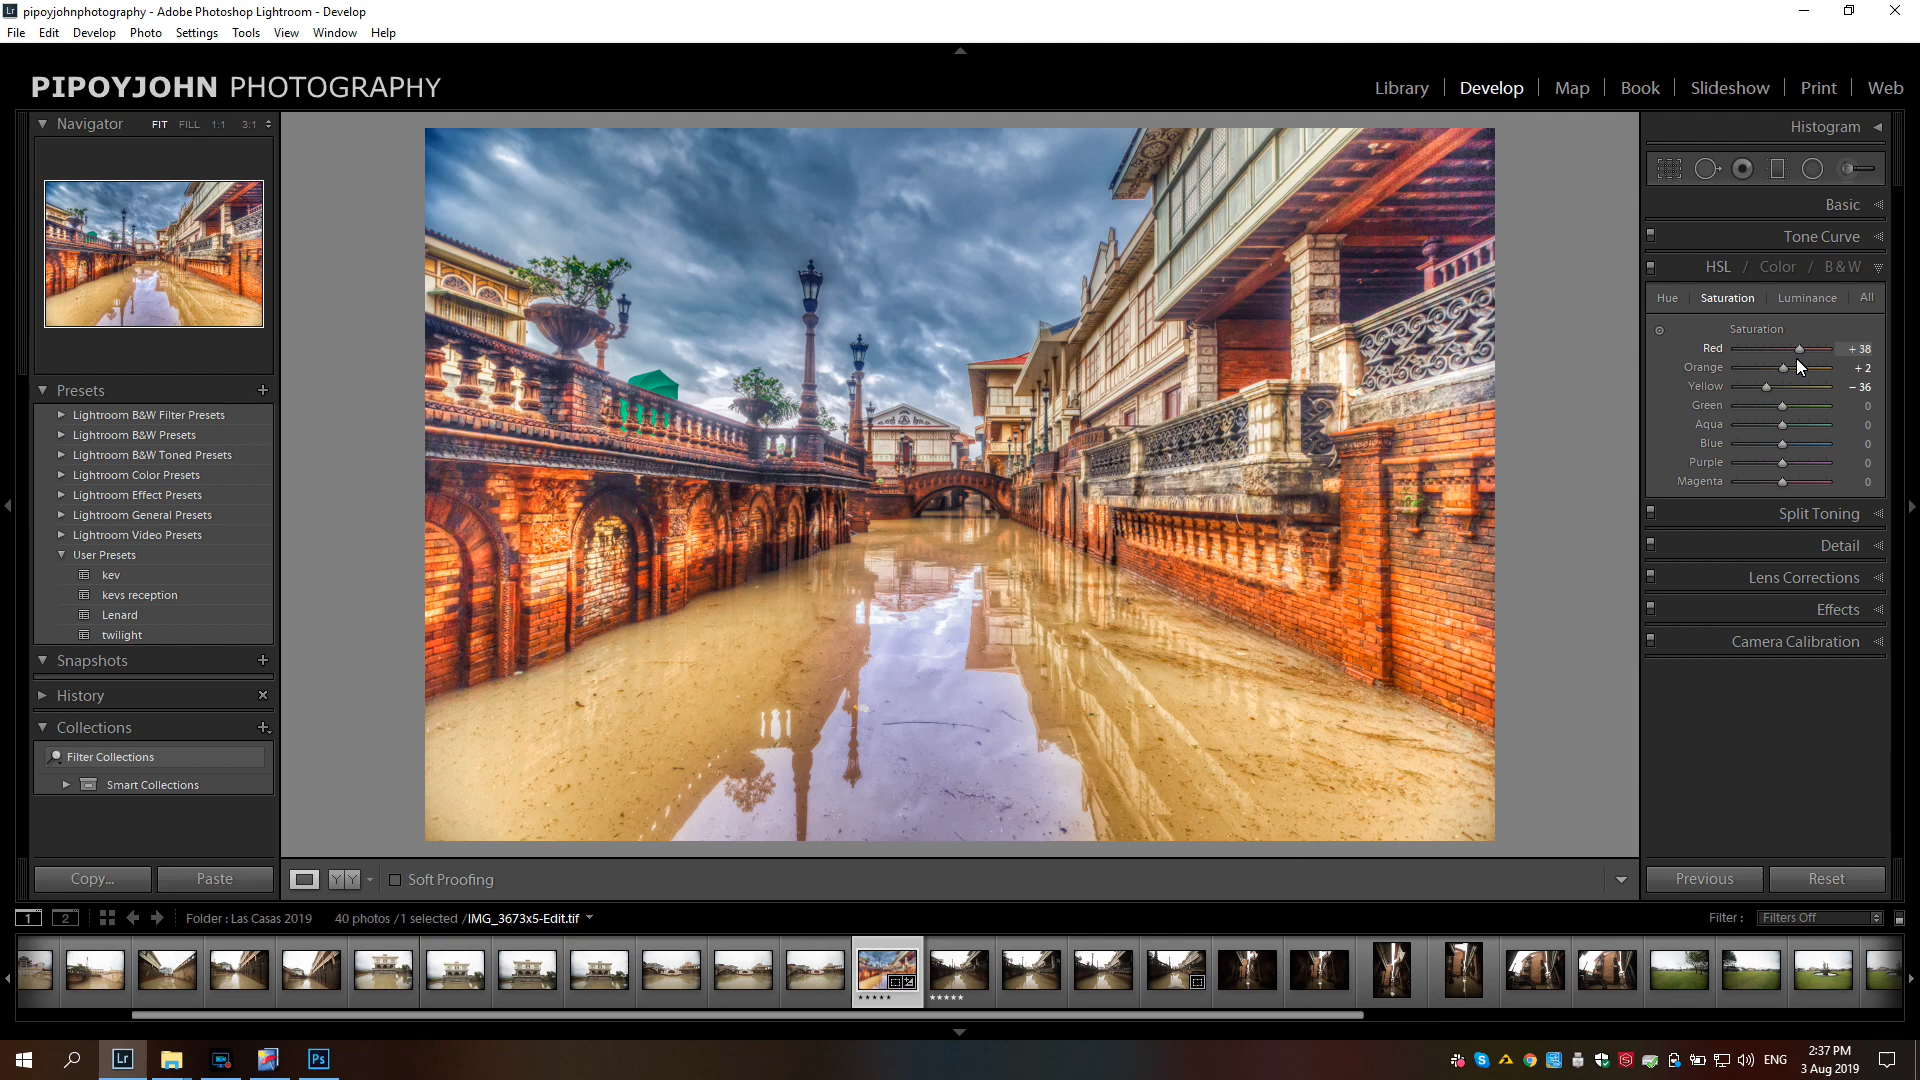 pipoyjohnphotography - Adobe Photoshop Lightroom - Develop
File Edit Develop Photo Settings Tools View Window Help
PIPOYJOHN PHOTOGRAPHY
Library Develop Map Book Slideshow Print Web
Navigator FIT FILL 1:1 3:1
Histogram
Basic
Tone Curve
HSL / Color / B & W
Hue Saturation Luminance All
Saturation
Red + 38
Orange + 2
Yellow - 36
Green 0
Aqua 0
Blue 0
Purple 0
Magenta 0
Split Toning
Detail
Lens Corrections
Effects
Camera Calibration
Presets +
Lightroom B&W Filter Presets
Lightroom B&W Presets
Lightroom B&W Toned Presets
Lightroom Color Presets
Lightroom Effect Presets
Lightroom General Presets
Lightroom Video Presets
User Presets
kev
kevs reception
Lenard
twilight
Snapshots +
History
Collections +
Filter Collections
Smart Collections
Copy... Paste
YY Soft Proofing
Previous Reset
1 2 Folder : Las Casas 2019 40 photos /1 selected /IMG_3673x5-Edit.tif
Filter : Filters Off
Lr Ps
ENG
2:37 PM
3 Aug 2019